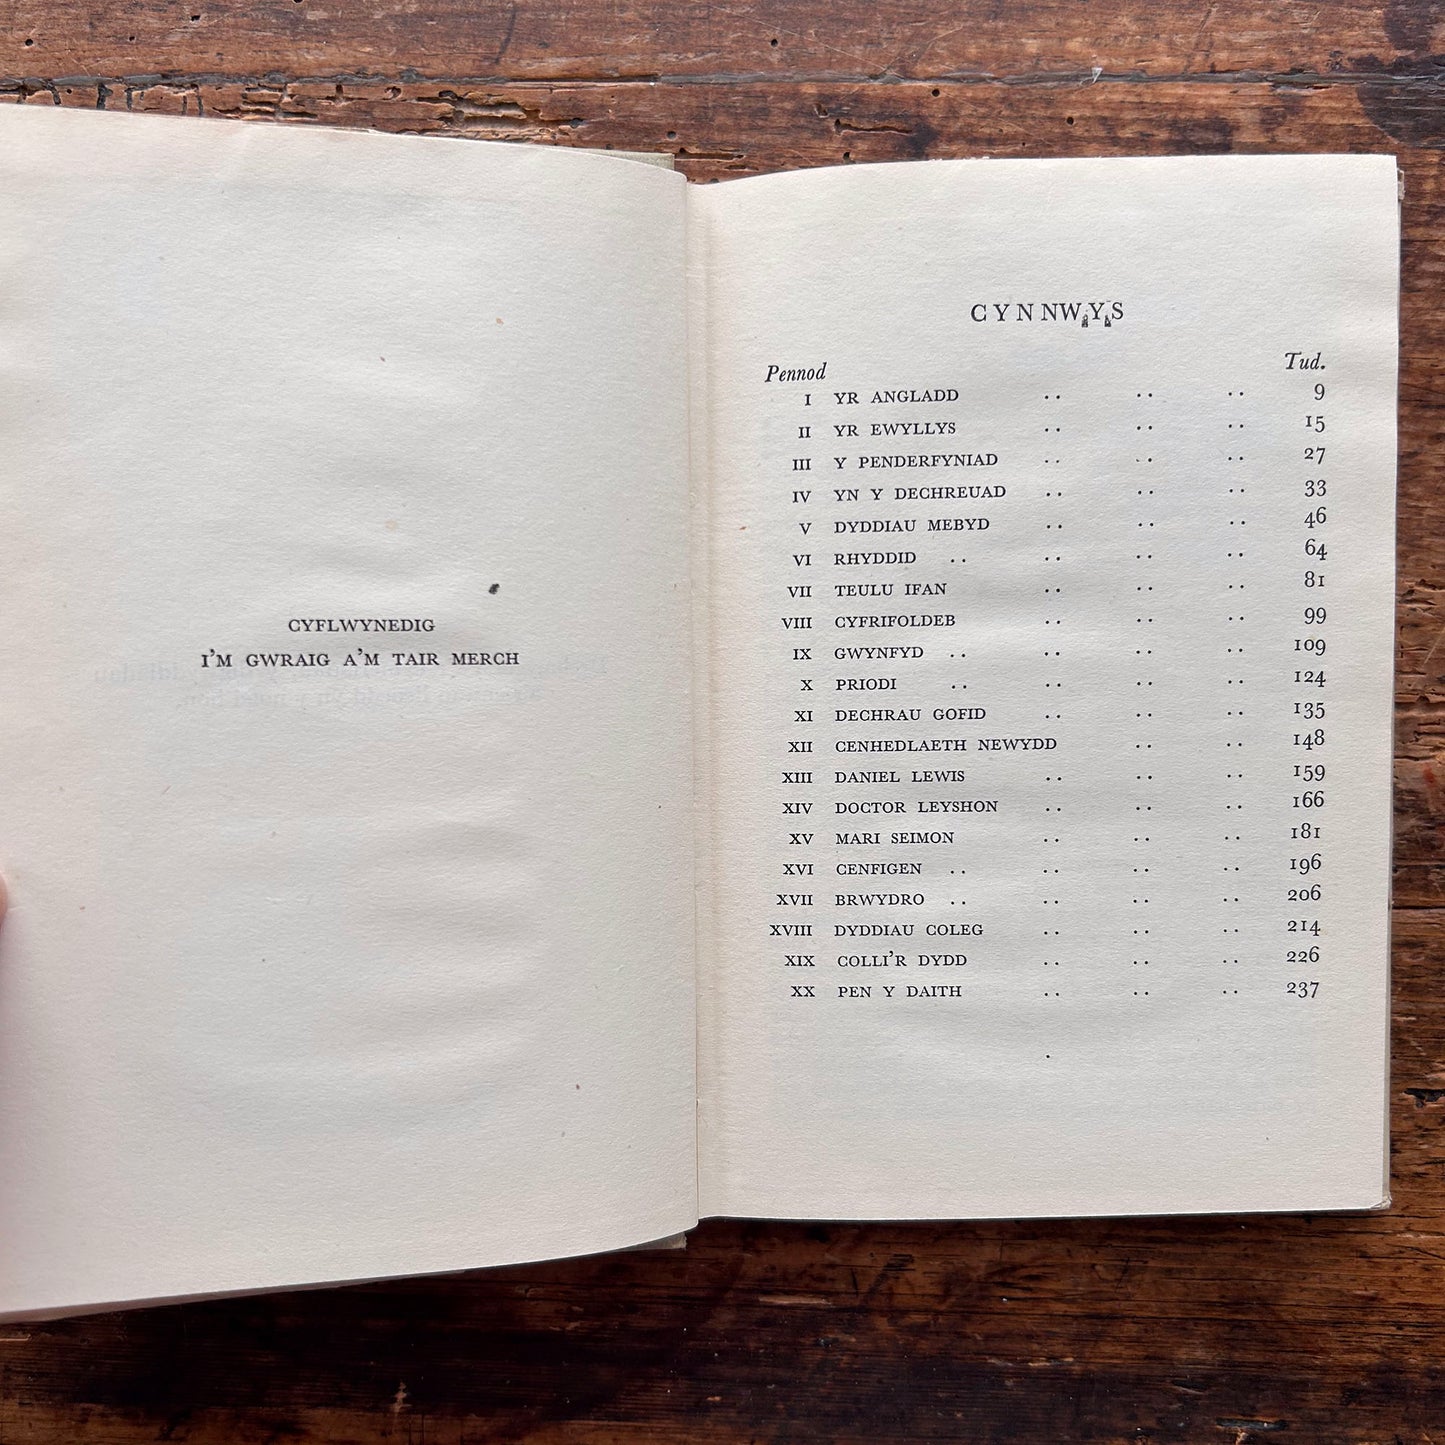 CYFLWYNEDIG
I'M GWRAIG A'M TAIR MERCH
CYNNWYS
Pennod Tud.
I YR ANGLADD .. .. .. 9
II YR EWYLLYS .. .. .. 15
III Y PENDERFYNIAD .. .. .. 27
IV YN Y DECHREUAD .. .. .. 33
V DYDDIAU MEBYD .. .. .. 46
VI RHYDDID .. .. .. .. 64
VII TEULU IFAN .. .. .. 81
VIII CYFRIFOLDEB .. .. .. 99
IX GWYNFYD .. .. .. .. 109
X PRIODI .. .. .. .. 124
XI DECHRAU GOFID .. .. .. 135
XII CENHEDLAETH NEWYDD .. .. 148
XIII DANIEL LEWIS .. .. .. 159
XIV DOCTOR LEYSHON .. .. .. 166
XV MARI SEIMON .. .. .. 181
XVI CENFIGEN .. .. .. .. 196
XVII BRWYDRO .. .. .. .. 206
XVIII DYDDIAU COLEG .. .. .. 214
XIX COLLI'R DYDD .. .. .. 226
XX PEN Y DAITH .. .. .. 237